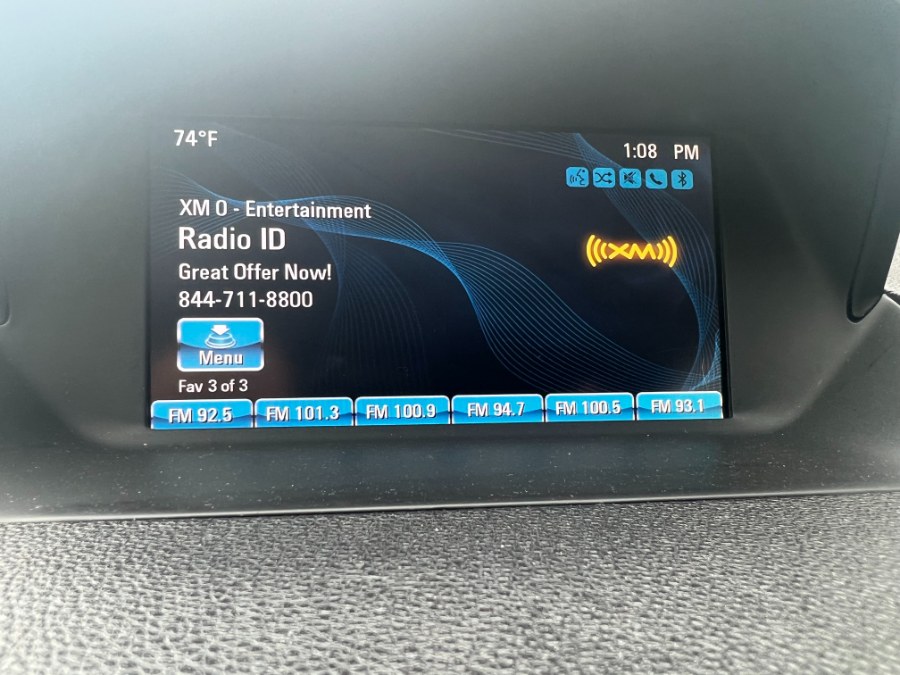 74°F
1:08 PM
XM 0 - Entertainment
Radio ID
XM
Great Offer Now!
844-711-8800
Menu
Fav 3 of 3
FM 92.5 FM 101.3 FM 100.9 FM 94.7 FM 100.5 FM 93.1